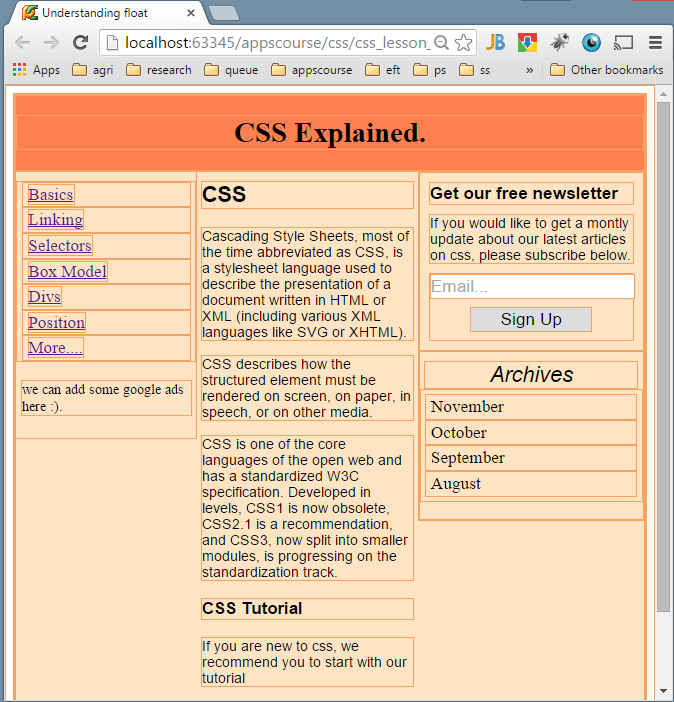 Understanding float
localhost:63345/appscourse/css/css_lesson_
JB
Apps agri research queue appscourse eft ps ss » Other bookmarks
CSS Explained.
Basics
Linking
Selectors
Box Model
Divs
Position
More....
we can add some google ads
here :).
CSS
Cascading Style Sheets, most of
the time abbreviated as CSS, is
a stylesheet language used to
describe the presentation of a
document written in HTML or
XML (including various XML
languages like SVG or XHTML).
CSS describes how the
structured element must be
rendered on screen, on paper, in
speech, or on other media.
CSS is one of the core
languages of the open web and
has a standardized W3C
specification. Developed in
levels, CSS1 is now obsolete,
CSS2.1 is a recommendation,
and CSS3, now split into smaller
modules, is progressing on the
standardization track.
CSS Tutorial
If you are new to css, we
recommend you to start with our
tutorial
Get our free newsletter
If you would like to get a montly
update about our latest articles
on css, please subscribe below.
Email...
Sign Up
Archives
November
October
September
August